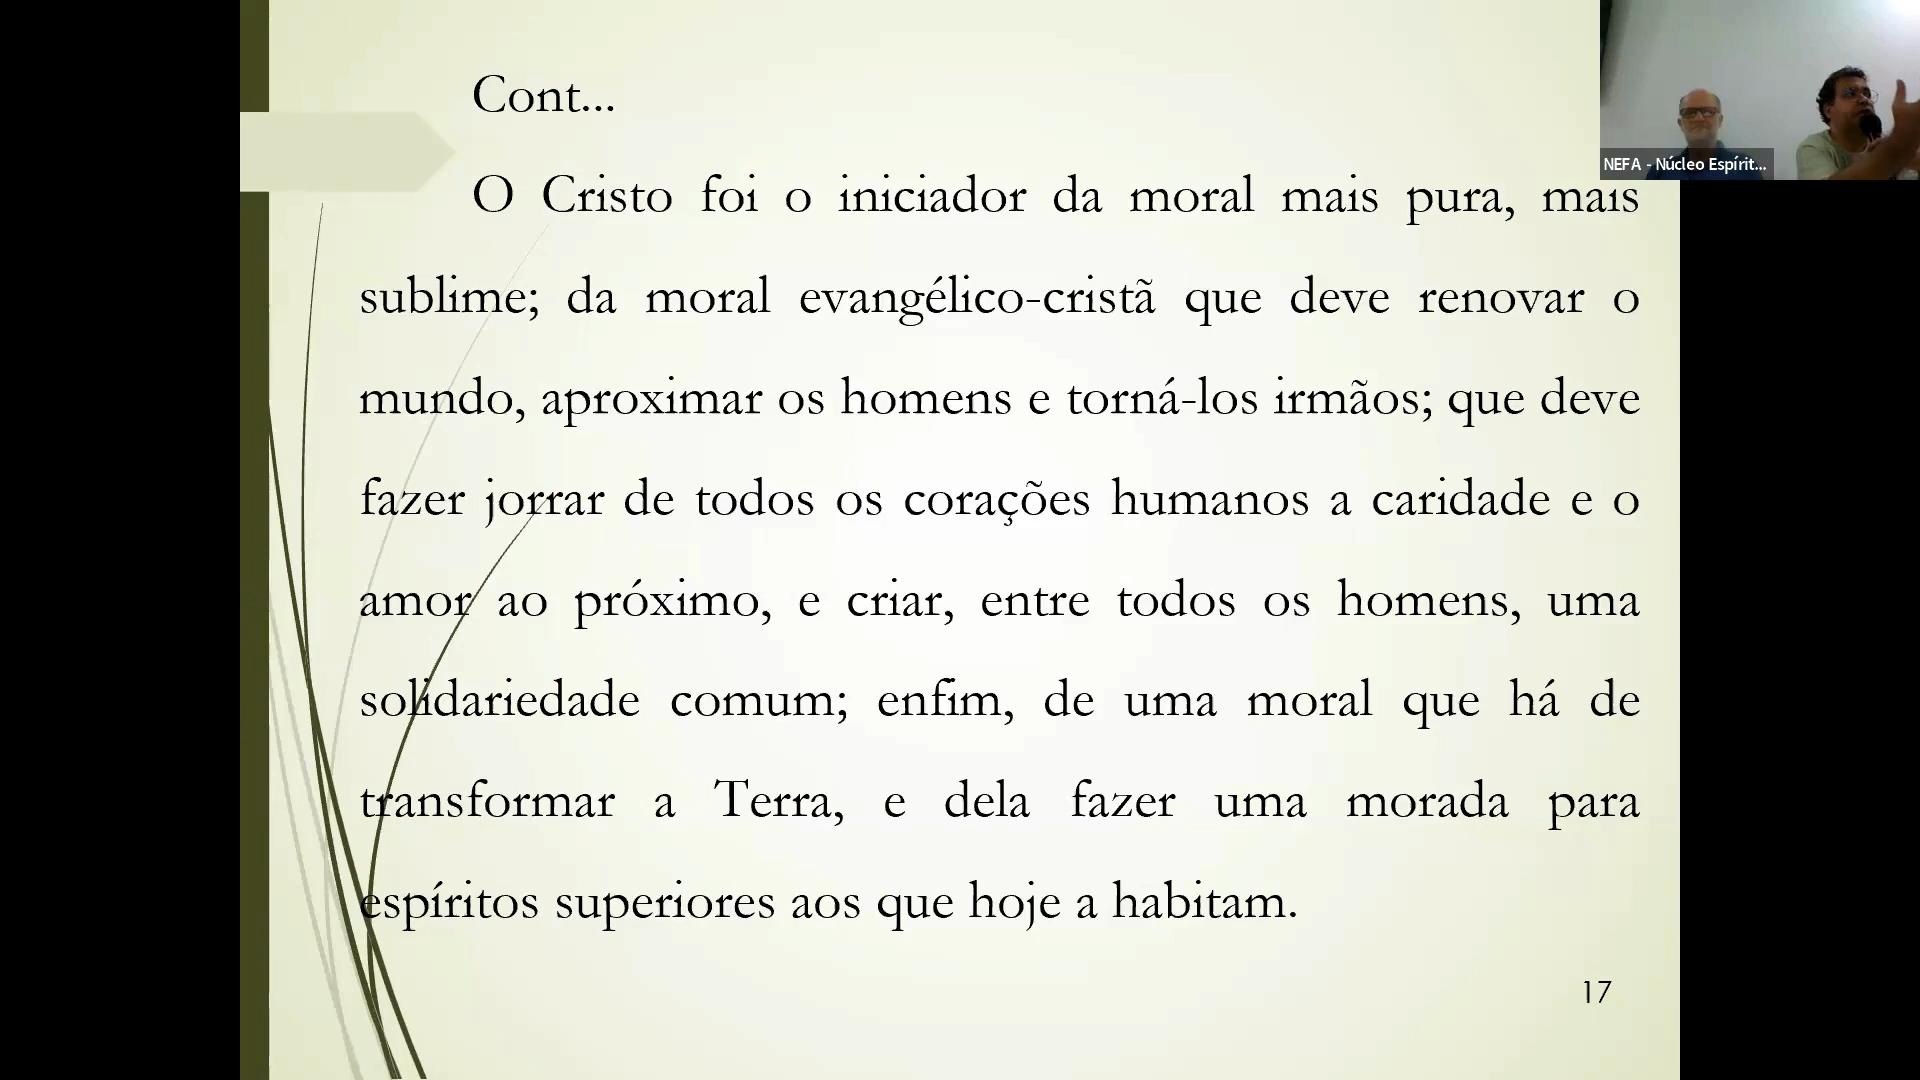 Cont...
O Cristo foi o iniciador da moral mais pura, mais
sublime; da moral evangélico-cristã que deve renovar o
mundo, aproximar os homens e torná-los irmãos; que deve
fazer jorrar de todos os corações humanos a caridade e o
amor ao próximo, e criar, entre todos os homens, uma
solidariedade comum; enfim, de uma moral que há de
transformar a Terra, e dela fazer uma morada para
espíritos superiores aos que hoje a habitam.
17
NEFA - Núcleo Espírit...